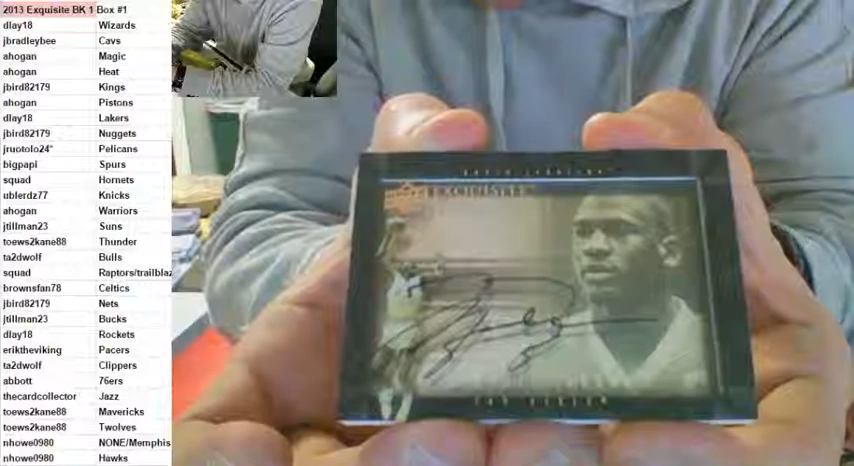 2013 Exquisite BK 1 Box #1
dlay18 Wizards
jbradleybee Cavs
ahogan Magic
ahogan Heat
jbird82179 Kings
ahogan Pistons
dlay18 Lakers
jbird82179 Nuggets
jruotolo24* Pelicans
bigpapi Spurs
squad Hornets
ublerdz77 Knicks
ahogan Warriors
jtillman23 Suns
toews2kane88 Thunder
ta2dwolf Bulls
squad Raptors/trailblaz
brownsfan78 Celtics
jbird82179 Nets
jtillman23 Bucks
dlay18 Rockets
eriktheviking Pacers
ta2dwolf Clippers
abbott 76ers
thecardcollector Jazz
toews2kane88 Mavericks
toews2kane88 Twolves
nhowe0980 NONE/Memphis
nhowe0980 Hawks
EXQUISITE